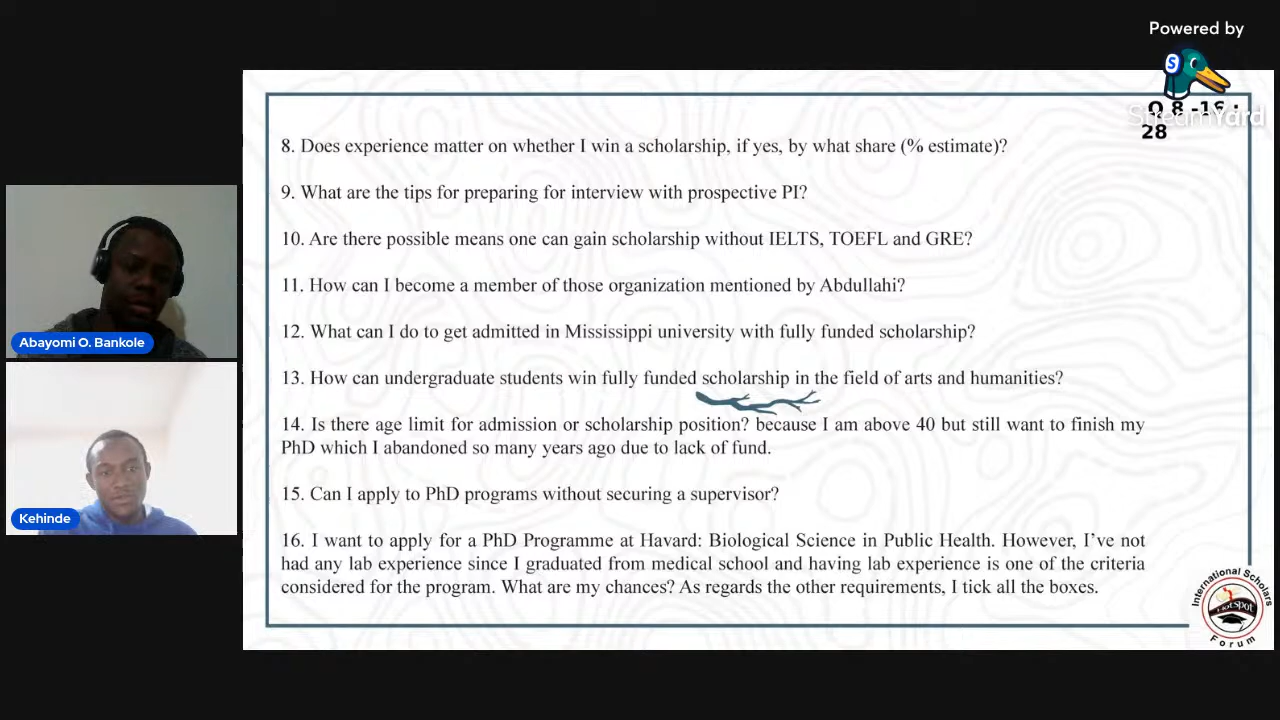 Powered by
S
StreamYard
Q 8 -16 :
28
8. Does experience matter on whether I win a scholarship, if yes, by what share (% estimate)?
9. What are the tips for preparing for interview with prospective PI?
10. Are there possible means one can gain scholarship without IELTS, TOEFL and GRE?
11. How can I become a member of those organization mentioned by Abdullahi?
12. What can I do to get admitted in Mississippi university with fully funded scholarship?
13. How can undergraduate students win fully funded scholarship in the field of arts and humanities?
14. Is there age limit for admission or scholarship position? because I am above 40 but still want to finish my
PhD which I abandoned so many years ago due to lack of fund.
15. Can I apply to PhD programs without securing a supervisor?
16. I want to apply for a PhD Programme at Havard: Biological Science in Public Health. However, I've not
had any lab experience since I graduated from medical school and having lab experience is one of the criteria
considered for the program. What are my chances? As regards the other requirements, I tick all the boxes.
Abayomi O. Bankole
Kehinde
International Scholars
HotSpot
Forum